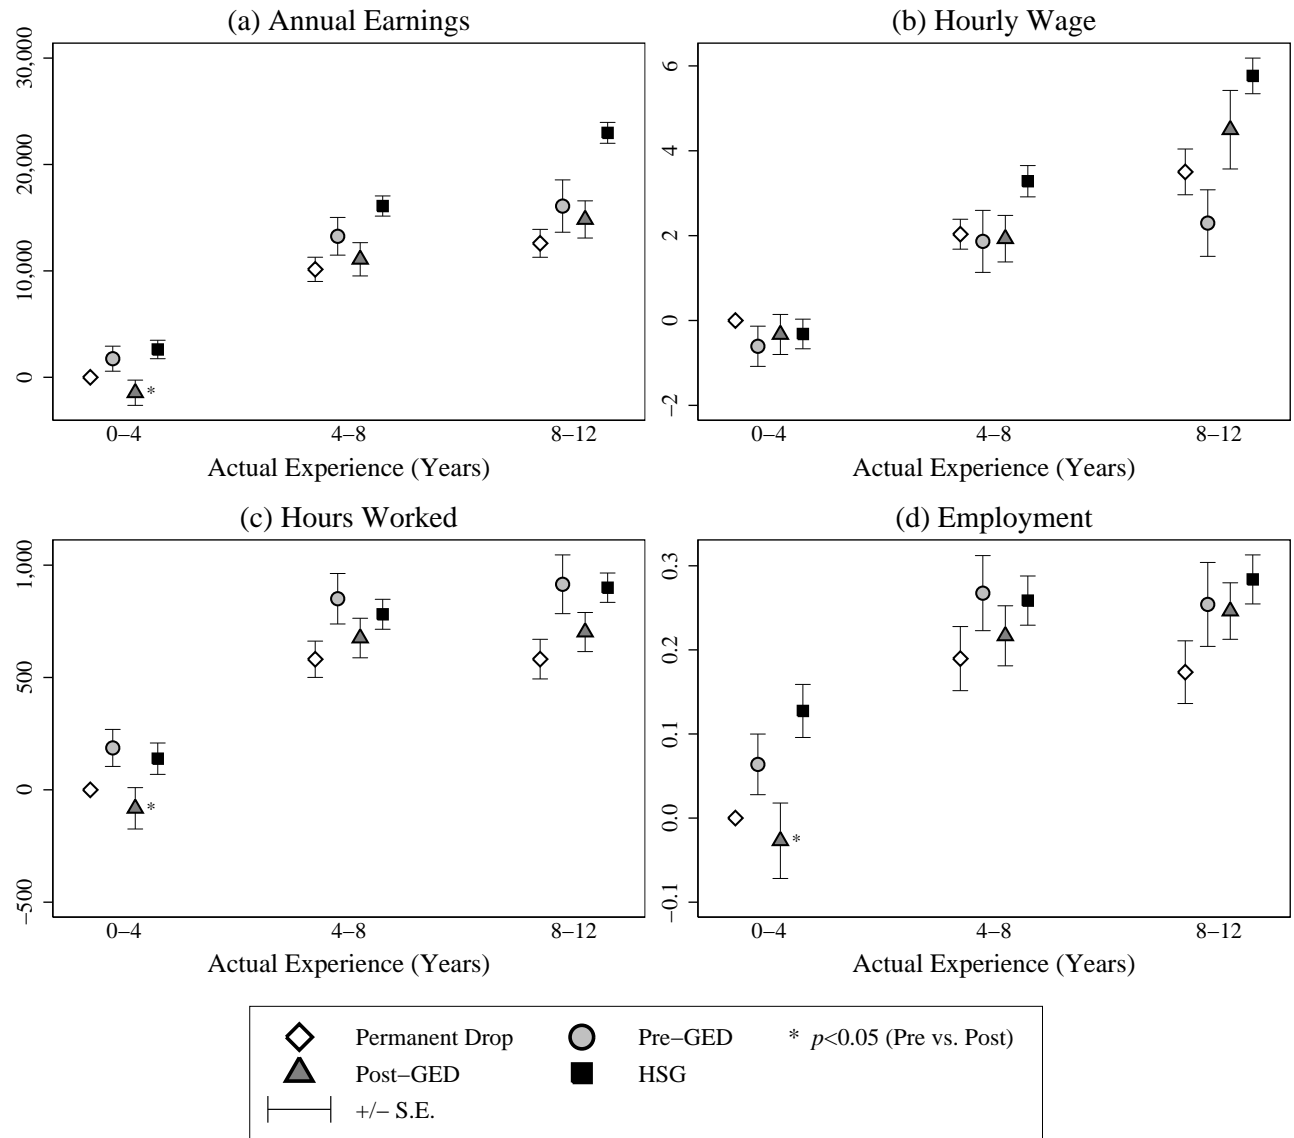 (a) Annual Earnings
30,000
20,000
10,000
0
0–4 4–8 8–12
Actual Experience (Years)
(b) Hourly Wage
6
4
2
0
−2
0–4 4–8 8–12
Actual Experience (Years)
(c) Hours Worked
1,000
500
0
−500
0–4 4–8 8–12
Actual Experience (Years)
(d) Employment
0.3
0.2
0.1
0.0
−0.1
0–4 4–8 8–12
Actual Experience (Years)
Permanent Drop Pre−GED * p<0.05 (Pre vs. Post)
Post−GED HSG
+/− S.E.